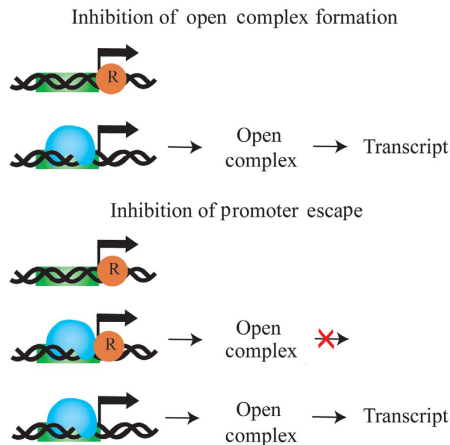 Inhibition of open complex formation
R
Open
complex
Transcript
Inhibition of promoter escape
R
R
Open
complex
Open
complex
Transcript